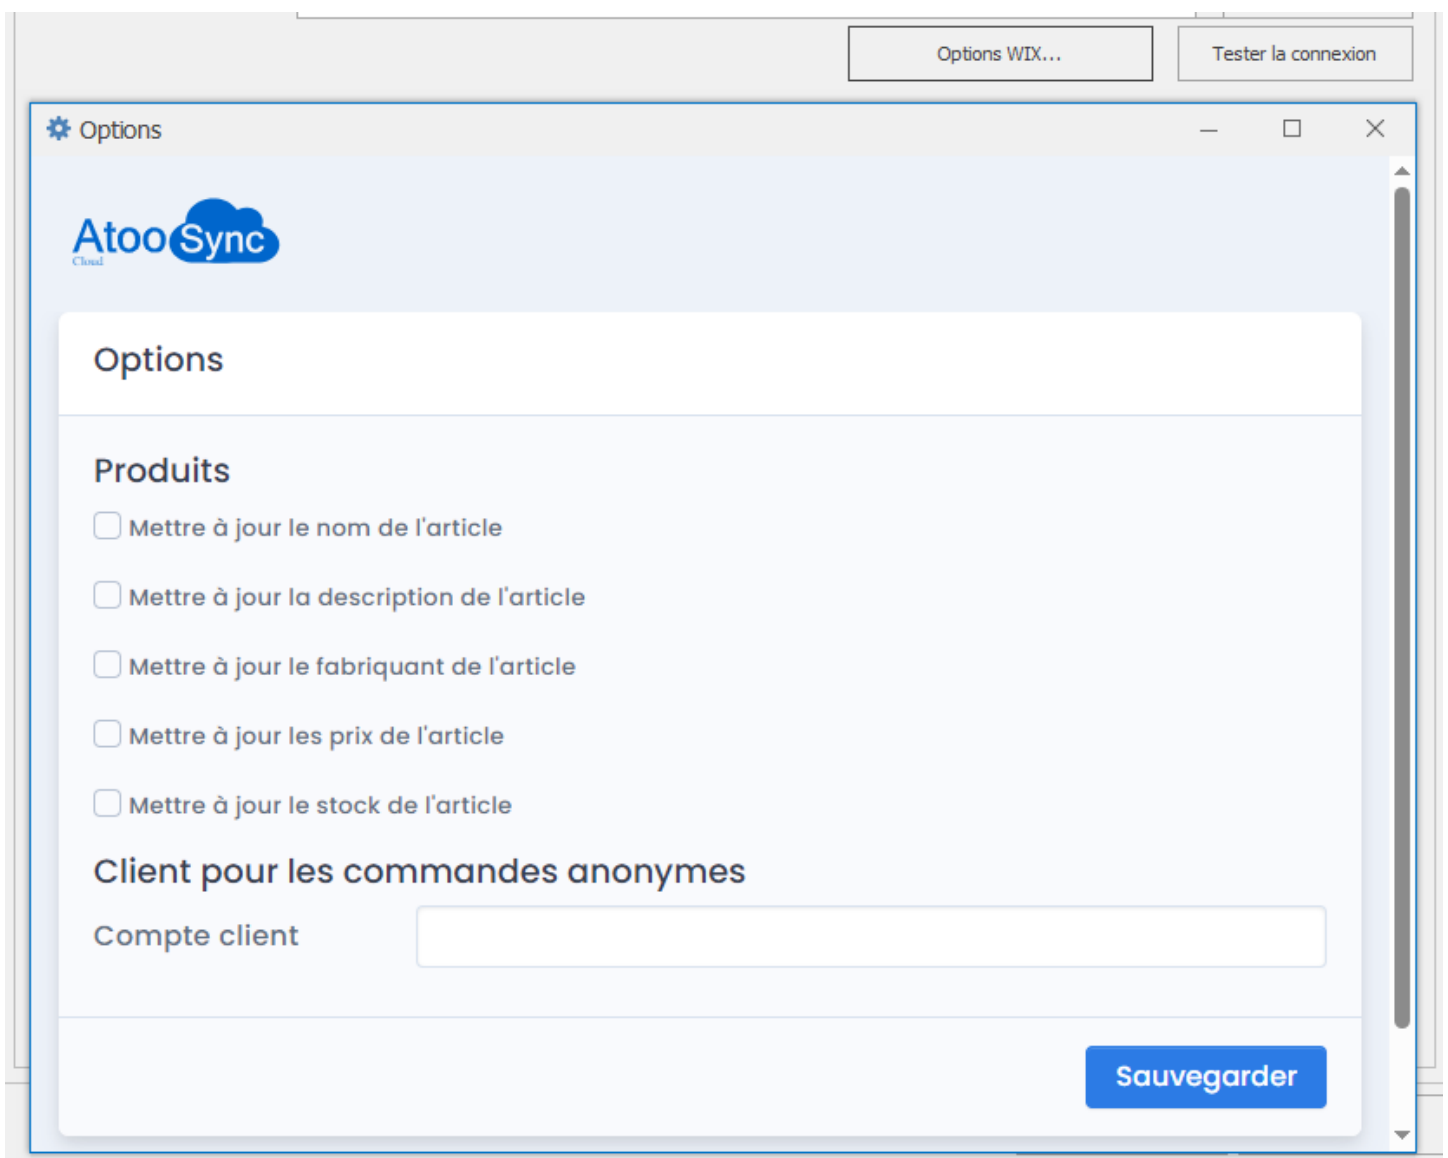 Options WIX...
Tester la connexion
Options
Atoo Sync
Cloud
Options
Produits
Mettre à jour le nom de l'article
Mettre à jour la description de l'article
Mettre à jour le fabriquant de l'article
Mettre à jour les prix de l'article
Mettre à jour le stock de l'article
Client pour les commandes anonymes
Compte client
Sauvegarder